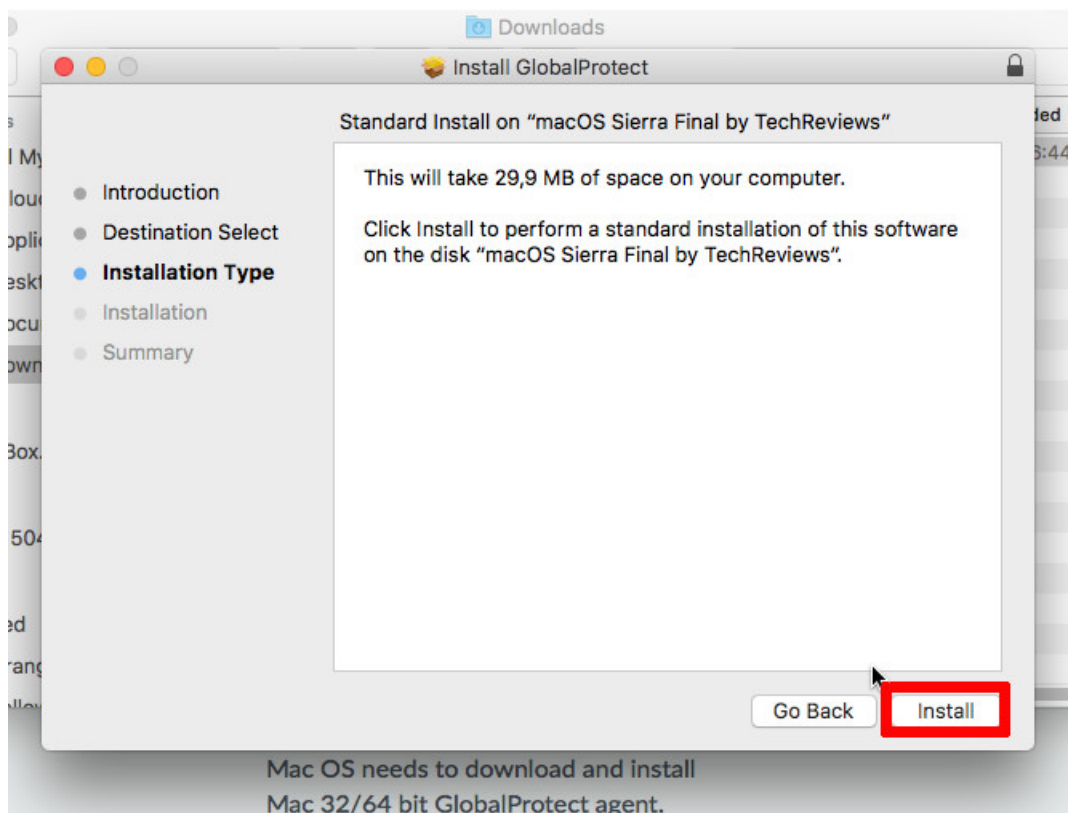 Downloads
Install GlobalProtect
Standard Install on “macOS Sierra Final by TechReviews”
Introduction
Destination Select
Installation Type
Installation
Summary
This will take 29,9 MB of space on your computer.
Click Install to perform a standard installation of this software
on the disk “macOS Sierra Final by TechReviews”.
504
Go Back
Install
Mac OS needs to download and install
Mac 32/64 bit GlobalProtect agent.